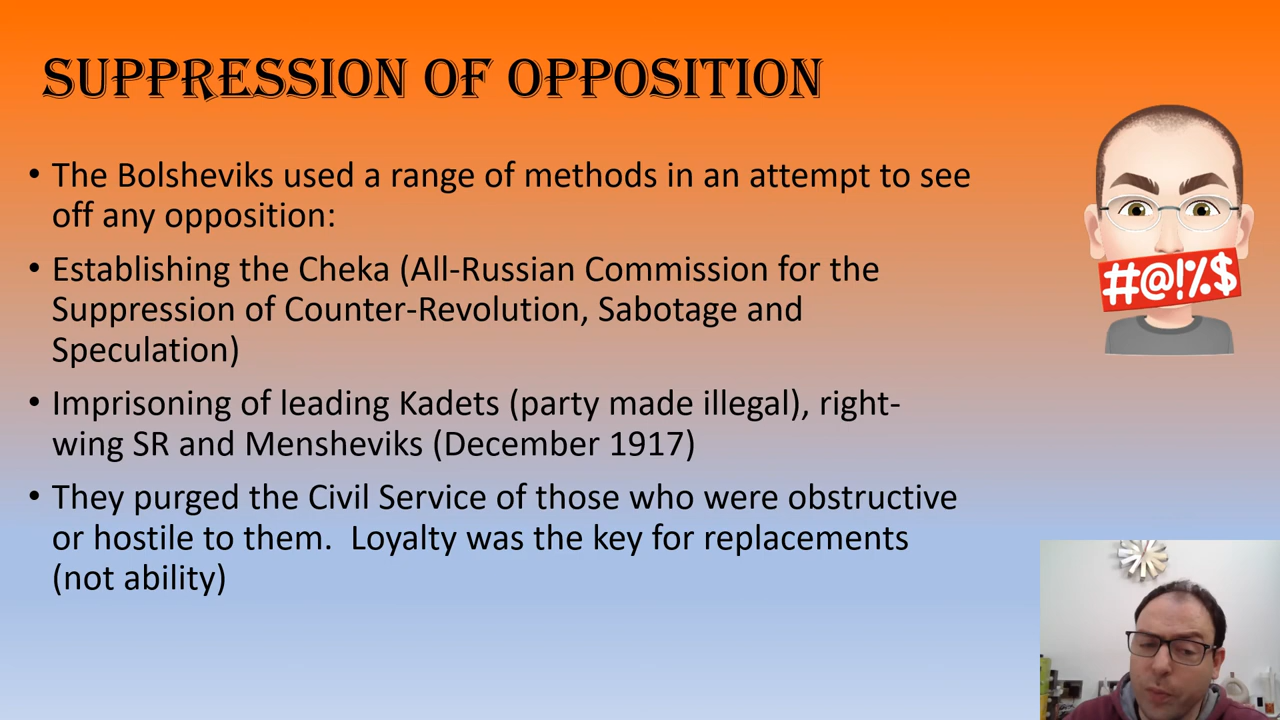 SUPPRESSION OF OPPOSITION
• The Bolsheviks used a range of methods in an attempt to see
off any opposition:
• Establishing the Cheka (All-Russian Commission for the
Suppression of Counter-Revolution, Sabotage and
Speculation)
• Imprisoning of leading Kadets (party made illegal), right-
wing SR and Mensheviks (December 1917)
• They purged the Civil Service of those who were obstructive
or hostile to them.  Loyalty was the key for replacements
(not ability)
#@!%$